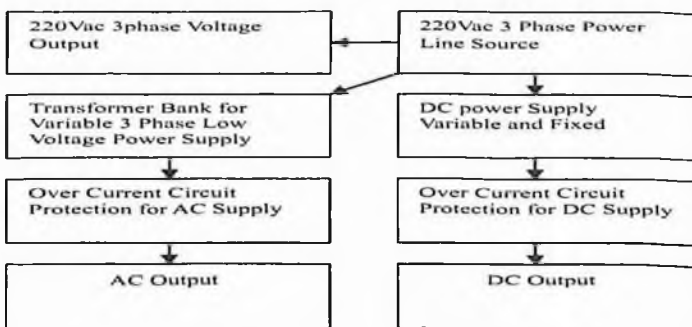 220Vac 3phase Voltage
Output
220Vac 3 Phase Power
Line Source
Transformer Bank for
Variable 3 Phase Low
Voltage Power Supply
DC power Supply
Variable and Fixed
Over Current Circuit
Protection for AC Supply
Over Current Circuit
Protection for DC Supply
AC Output
DC Output